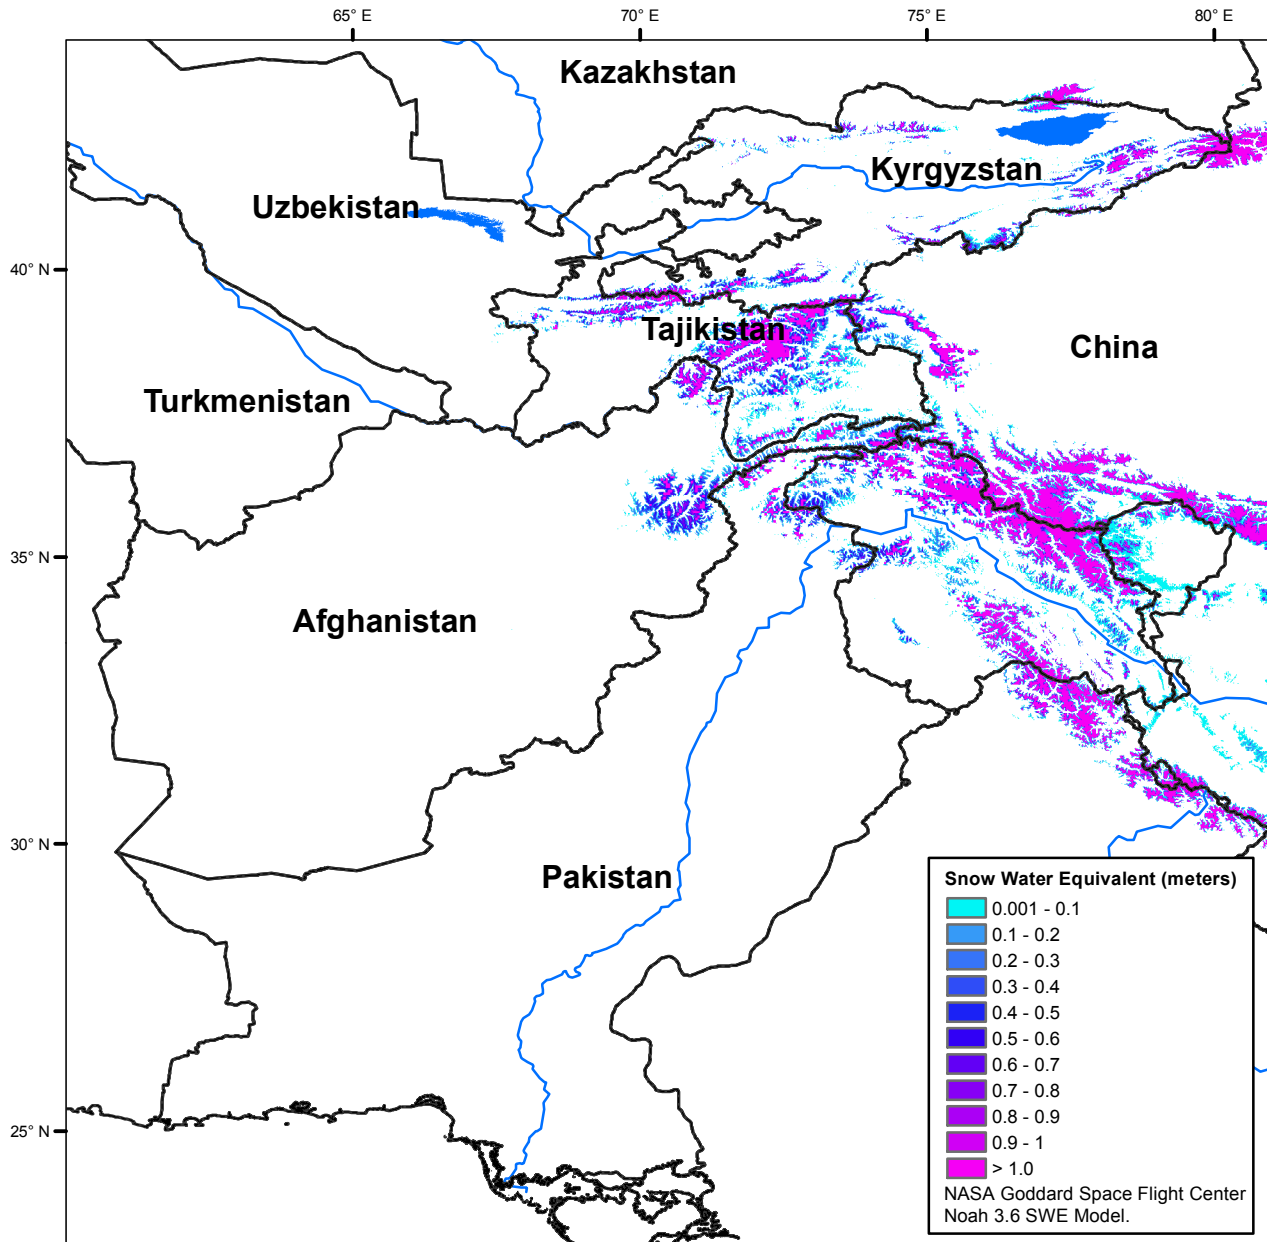 65° E
70° E
75° E
80° E
Kazakhstan
Kyrgyzstan
Uzbekistan
40° N
Tajikistan
China
Turkmenistan
35° N
Afghanistan
30° N
Pakistan
25° N
Snow Water Equivalent (meters)
0.001 - 0.1
0.1 - 0.2
0.2 - 0.3
0.3 - 0.4
0.4 - 0.5
0.5 - 0.6
0.6 - 0.7
0.7 - 0.8
0.8 - 0.9
0.9 - 1
> 1.0
NASA Goddard Space Flight Center
Noah 3.6 SWE Model.